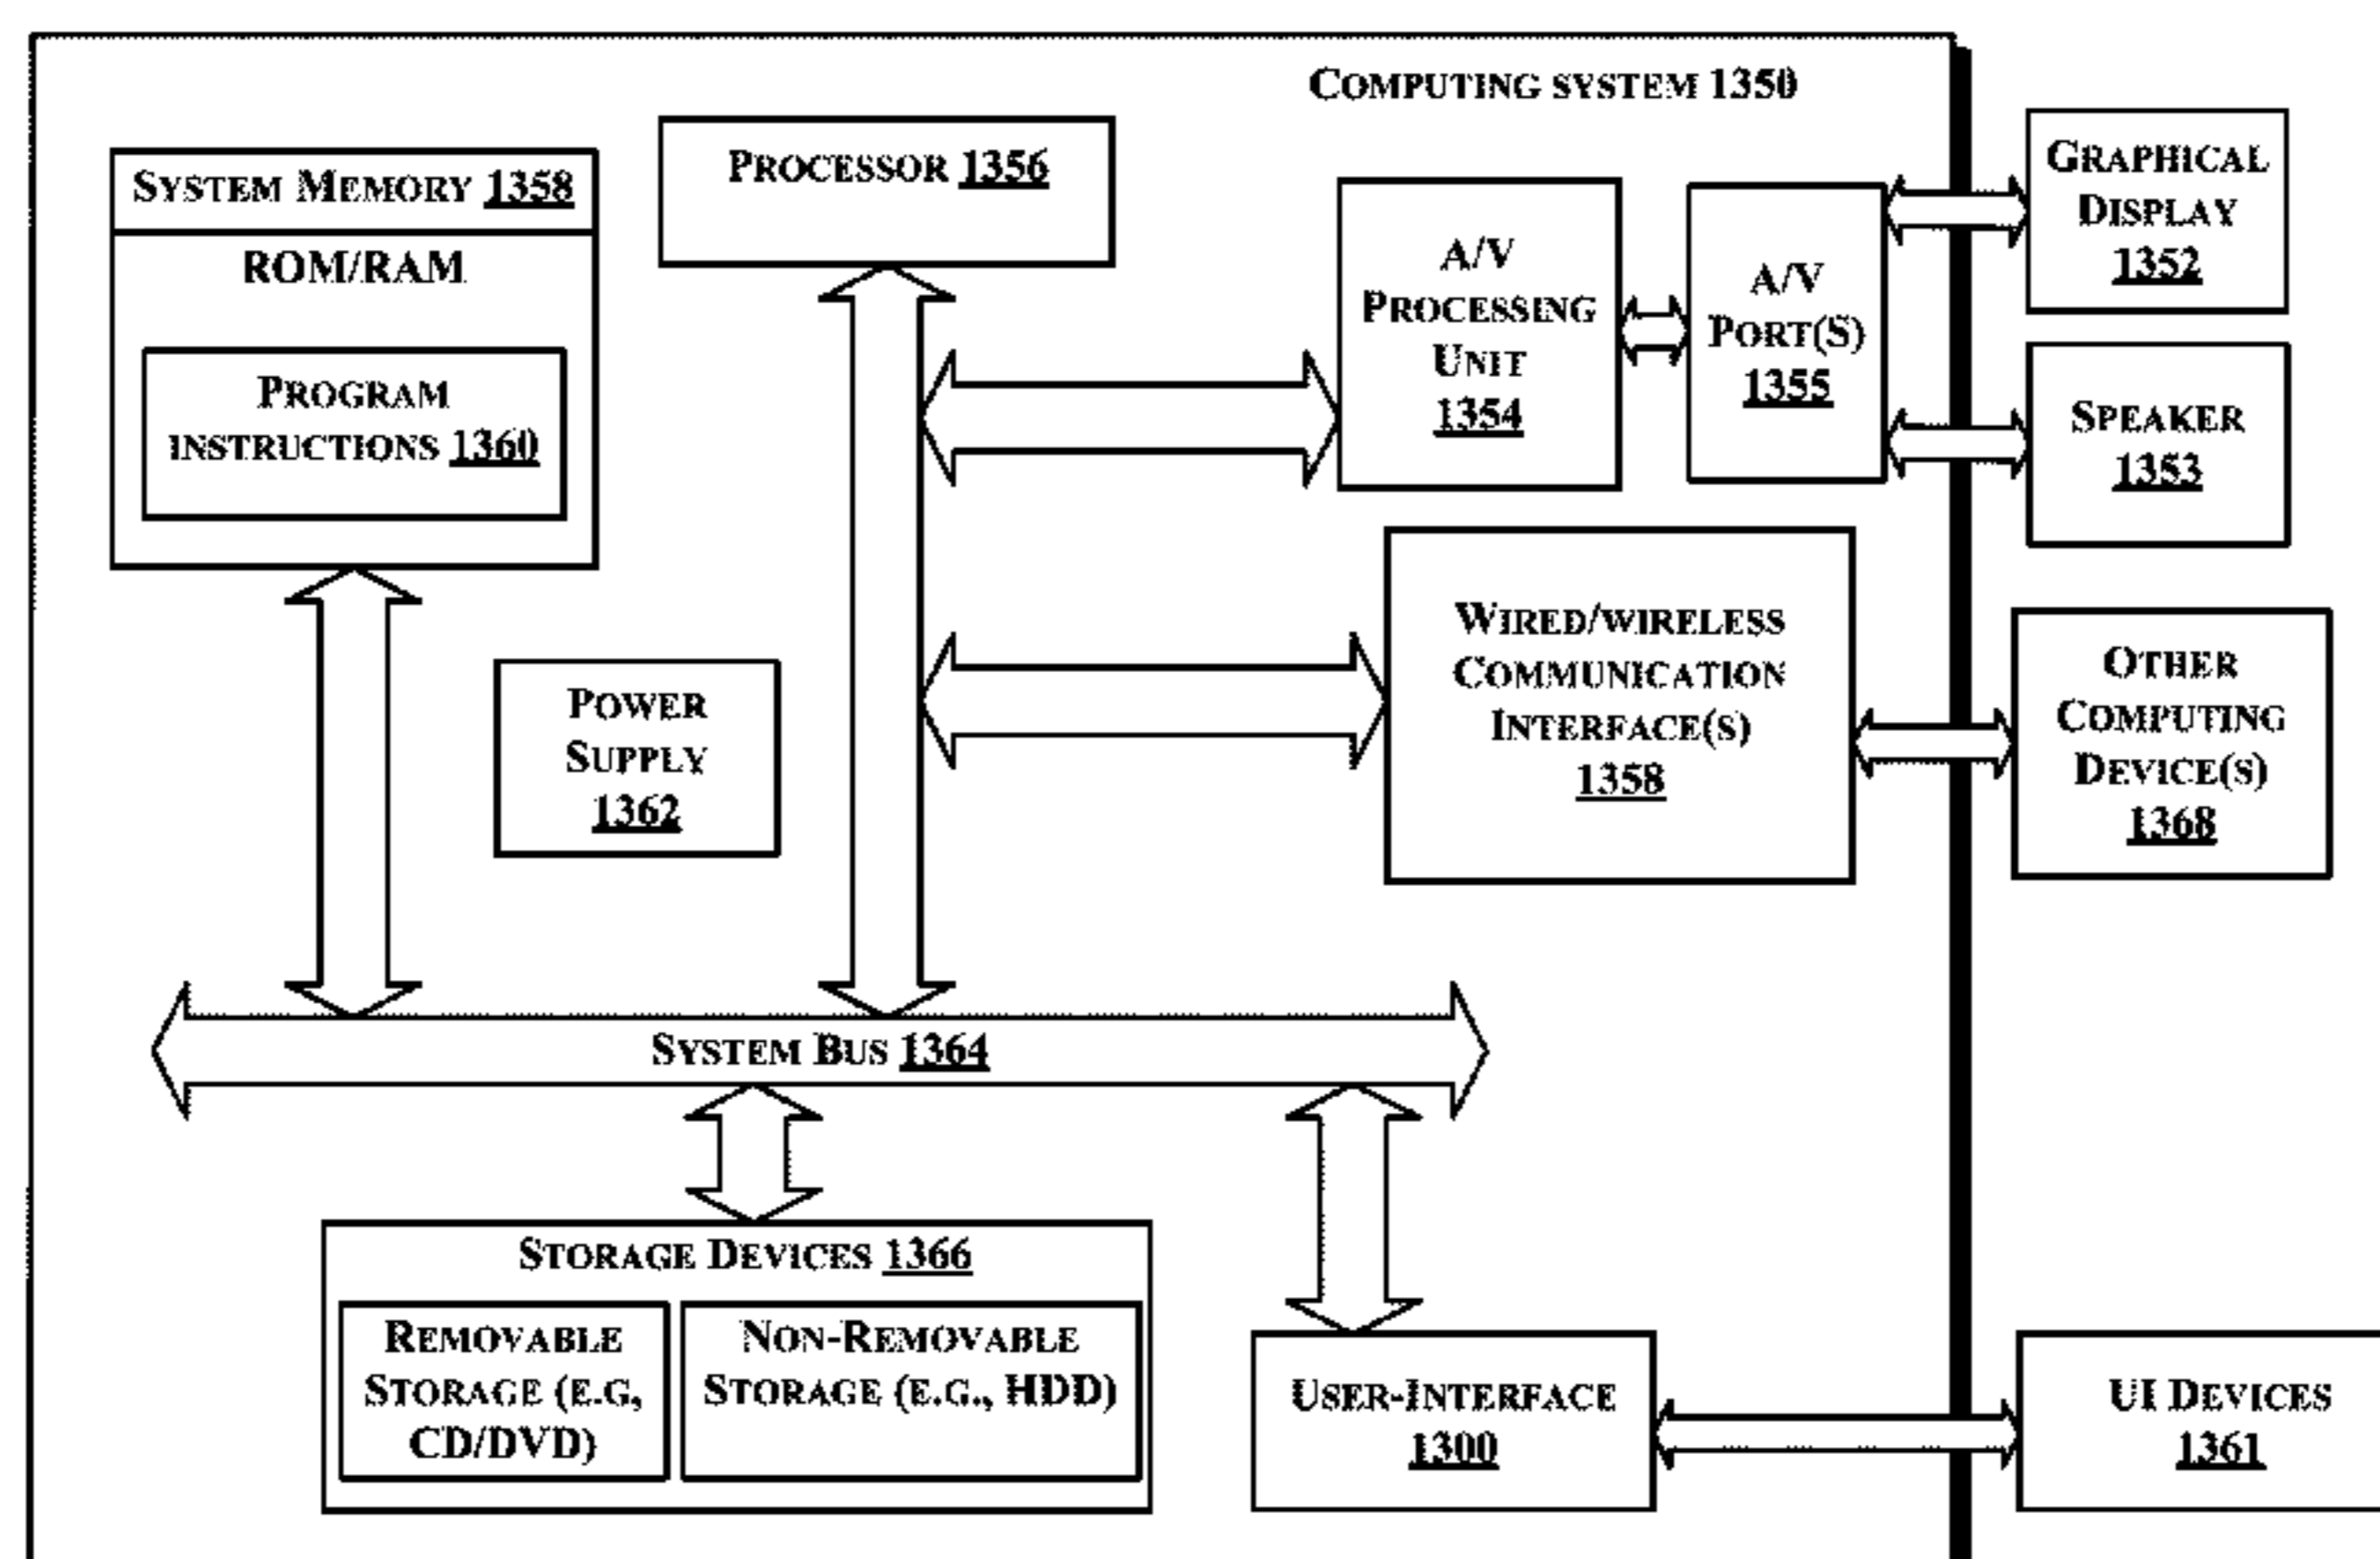 COMPUTING SYSTEM 1350
SYSTEM MEMORY 1358
ROM/RAM
PROGRAM
INSTRUCTIONS 1360
PROCESSOR 1356
A/V
PROCESSING
UNIT
1354
A/V
PORT(S)
1355
GRAPHICAL
DISPLAY
1352
SPEAKER
1353
POWER
SUPPLY
1362
WIRED/WIRELESS
COMMUNICATION
INTERFACE(S)
1358
OTHER
COMPUTING
DEVICE(S)
1368
SYSTEM BUS 1364
STORAGE DEVICES 1366
REMOVABLE
STORAGE (E.G,
CD/DVD)
NON-REMOVABLE
STORAGE (E.G., HDD)
USER-INTERFACE
1300
UI DEVICES
1361